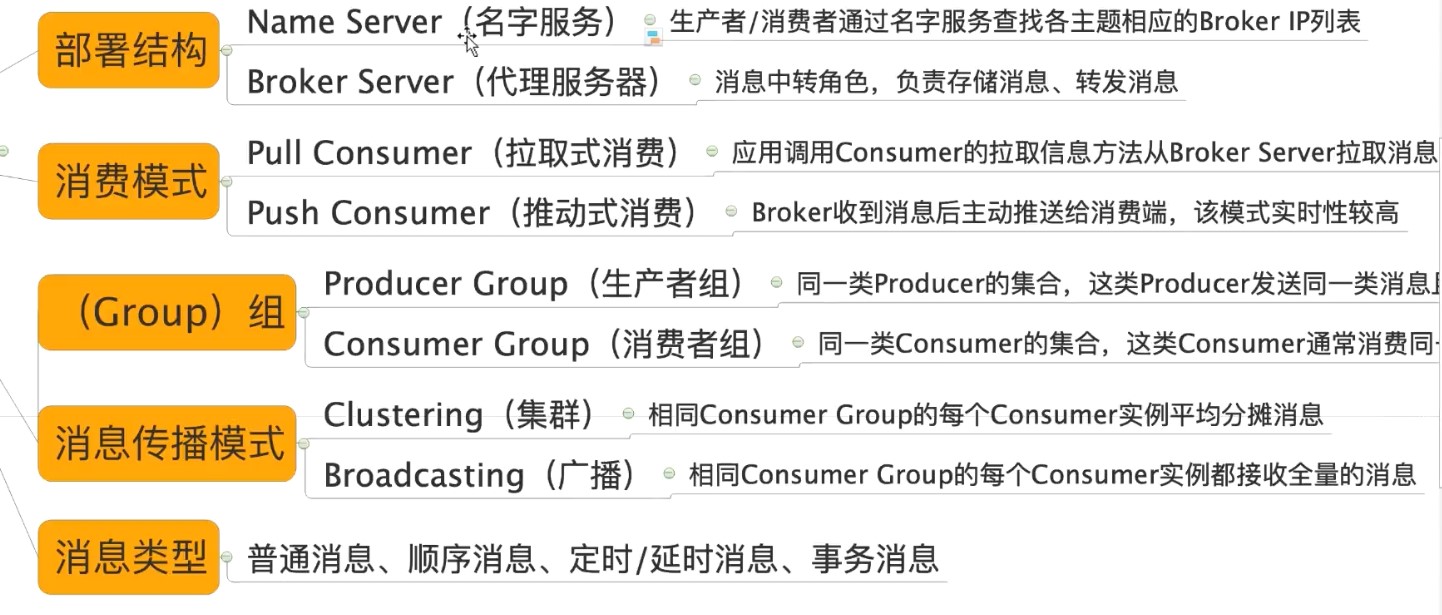 部署结构
Name Server（名字服务） 生产者/消费者通过名字服务查找各主题相应的Broker IP列表
Broker Server（代理服务器） 消息中转角色，负责存储消息、转发消息
消费模式
Pull Consumer（拉取式消费） 应用调用Consumer的拉取信息方法从Broker Server拉取消息
Push Consumer（推动式消费） Broker收到消息后主动推送给消费端，该模式实时性较高
（Group）组
Producer Group（生产者组） 同一类Producer的集合，这类Producer发送同一类消息
Consumer Group（消费者组） 同一类Consumer的集合，这类Consumer通常消费同
消息传播模式
Clustering（集群） 相同Consumer Group的每个Consumer实例平均分摊消息
Broadcasting（广播） 相同Consumer Group的每个Consumer实例都接收全量的消息
消息类型
普通消息、顺序消息、定时/延时消息、事务消息